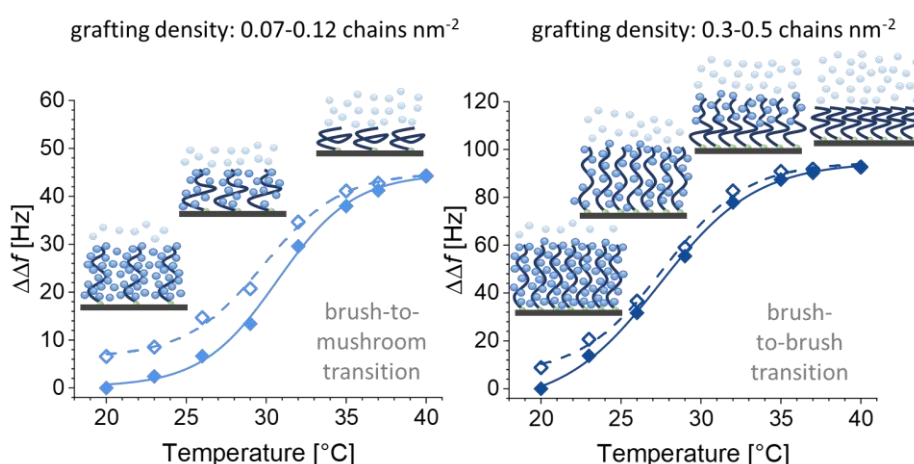 grafting density: 0.07-0.12 chains nm⁻²
60
50
40
30
20
10
0
ΔΔf [Hz]
20
25
30
35
40
Temperature [°C]
brush-to-
mushroom
transition
grafting density: 0.3-0.5 chains nm⁻²
120
100
80
60
40
20
0
ΔΔf [Hz]
20
25
30
35
40
Temperature [°C]
brush-
to-brush
transition